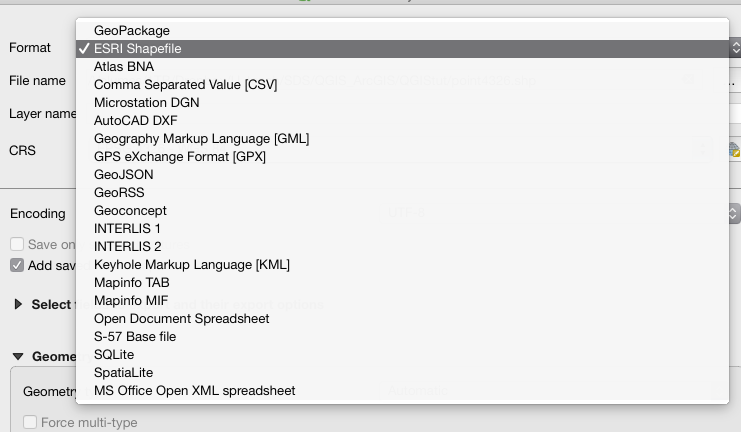 GeoPackage
Format
ESRI Shapefile
Atlas BNA
File name
Comma Separated Value [CSV]
Microstation DGN
Layer name
AutoCAD DXF
Geography Markup Language [GML]
CRS
GPS eXchange Format [GPX]
GeoJSON
GeoRSS
Encoding
Geoconcept
INTERLIS 1
Save on
INTERLIS 2
Add sav
Keyhole Markup Language [KML]
Mapinfo TAB
Select
Mapinfo MIF
Open Document Spreadsheet
S-57 Base file
Geome
SQLite
SpatiaLite
Geometry
MS Office Open XML spreadsheet
Force multi-type